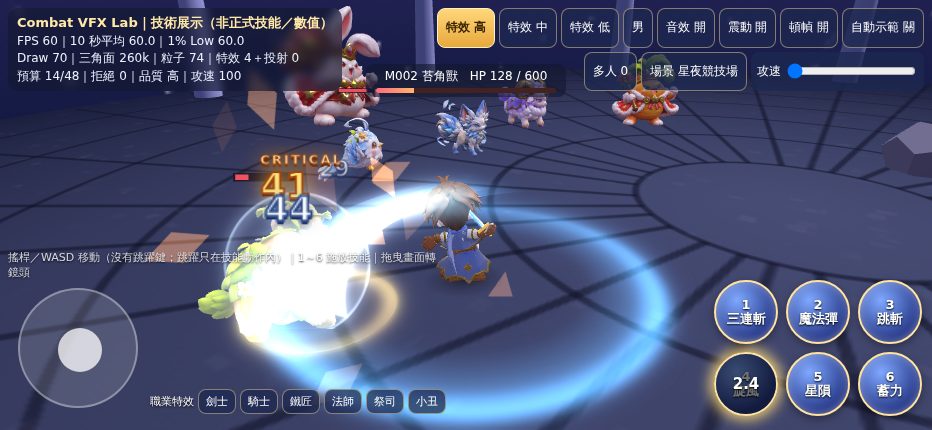 Combat VFX Lab｜技術展示（非正式技能／數值）
FPS 60｜10 秒平均 60.0｜1% Low 60.0
Draw 70｜三角面 260k｜粒子 74｜特效 4＋投射 0
預算 14/48｜拒絕 0｜品質 高｜攻速 100
特效 高
特效 中
特效 低
男
音效 開
震動 開
頓幀 開
自動示範 關
多人 0
場景 星夜競技場
攻速
M002 苔角獸 HP 128 / 600
CRITICAL
29
41
44
搖桿／WASD 移動（沒有跳躍鍵；跳躍只在技能動作內）｜1～6 施放技能｜拖曳畫面轉
鏡頭
1
三連斬
2
魔法彈
3
跳斬
4
2.4
旋風
5
星隕
6
蓄力
職業特效
劍士
騎士
鐵匠
法師
祭司
小丑